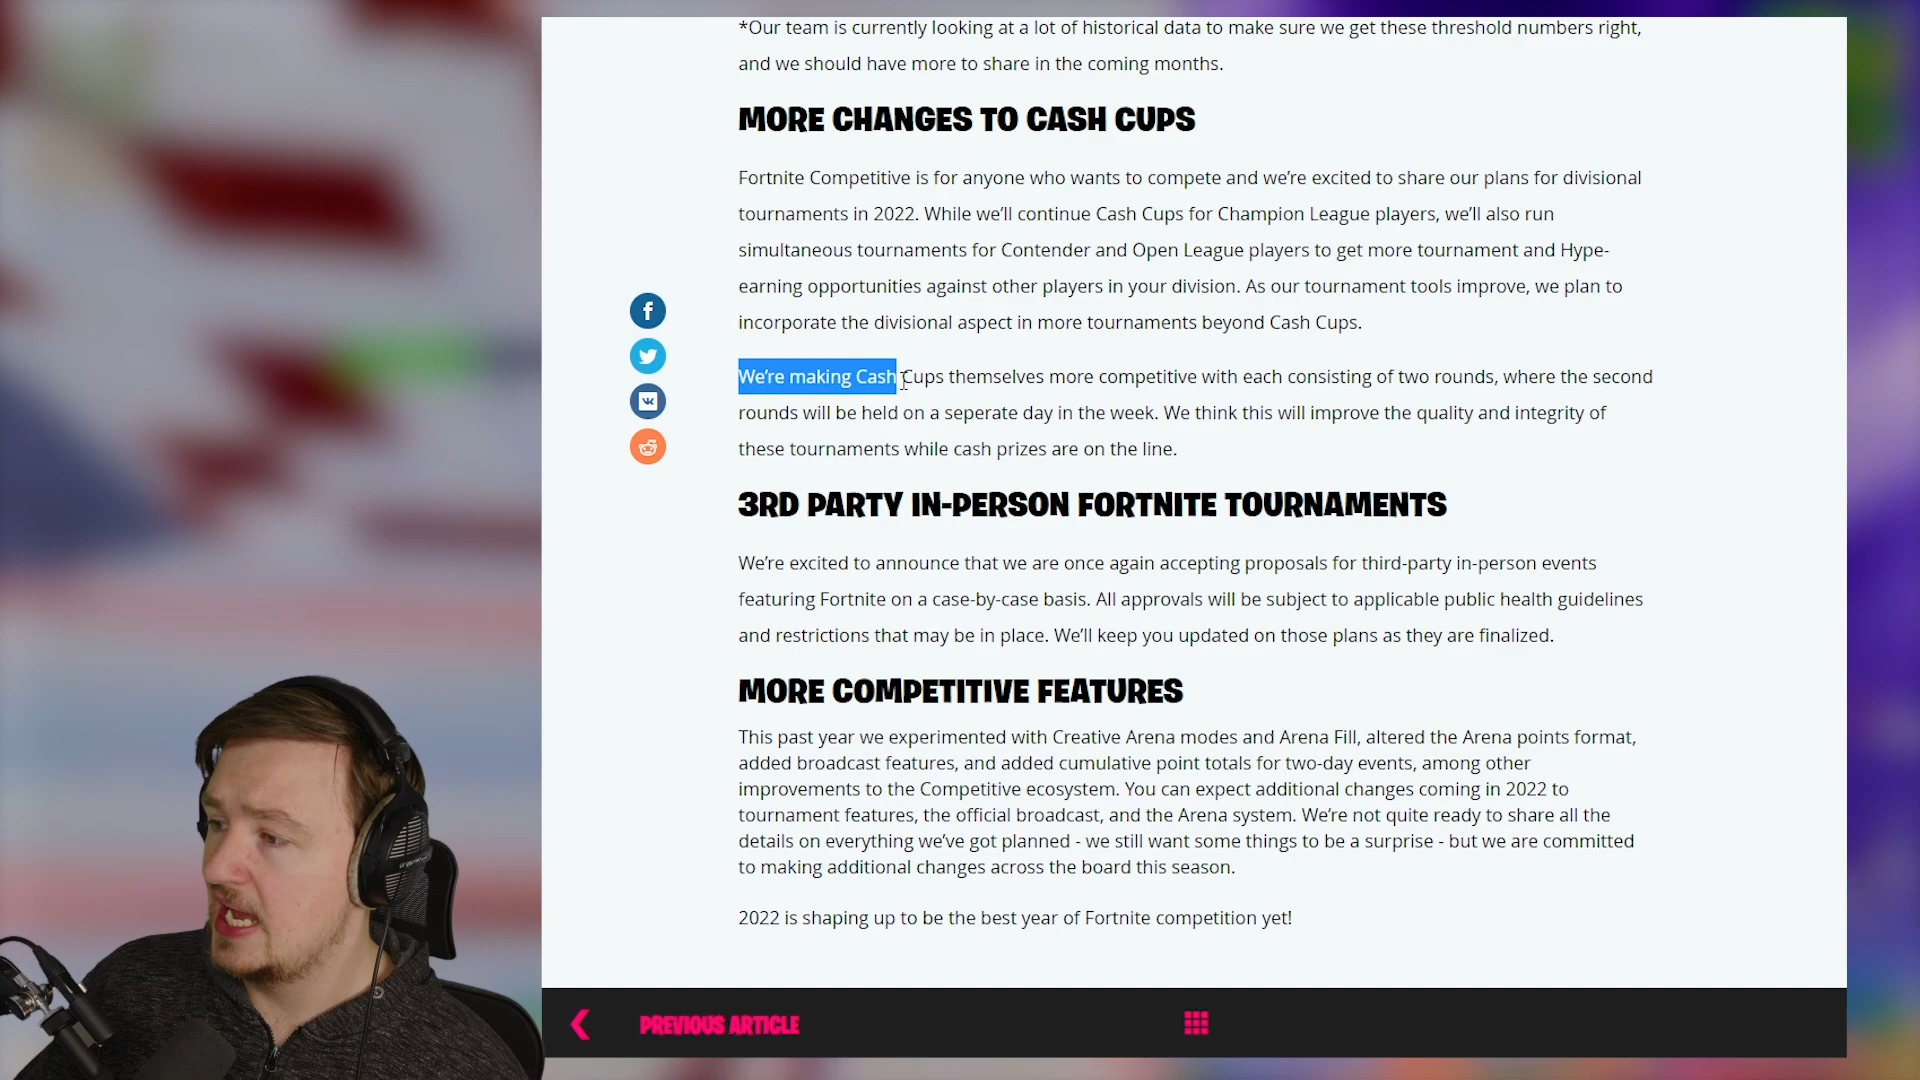 *Our team is currently looking at a lot of historical data to make sure we get these threshold numbers right,
and we should have more to share in the coming months.
MORE CHANGES TO CASH CUPS
Fortnite Competitive is for anyone who wants to compete and we're excited to share our plans for divisional
tournaments in 2022. While we'll continue Cash Cups for Champion League players, we'll also run
simultaneous tournaments for Contender and Open League players to get more tournament and Hype-
earning opportunities against other players in your division. As our tournament tools improve, we plan to
incorporate the divisional aspect in more tournaments beyond Cash Cups.
We're making Cash Cups themselves more competitive with each consisting of two rounds, where the second
rounds will be held on a seperate day in the week. We think this will improve the quality and integrity of
these tournaments while cash prizes are on the line.
3RD PARTY IN-PERSON FORTNITE TOURNAMENTS
We're excited to announce that we are once again accepting proposals for third-party in-person events
featuring Fortnite on a case-by-case basis. All approvals will be subject to applicable public health guidelines
and restrictions that may be in place. We'll keep you updated on those plans as they are finalized.
MORE COMPETITIVE FEATURES
This past year we experimented with Creative Arena modes and Arena Fill, altered the Arena points format,
added broadcast features, and added cumulative point totals for two-day events, among other
improvements to the Competitive ecosystem. You can expect additional changes coming in 2022 to
tournament features, the official broadcast, and the Arena system. We're not quite ready to share all the
details on everything we've got planned - we still want some things to be a surprise - but we are committed
to making additional changes across the board this season.
2022 is shaping up to be the best year of Fortnite competition yet!
PREVIOUS ARTICLE